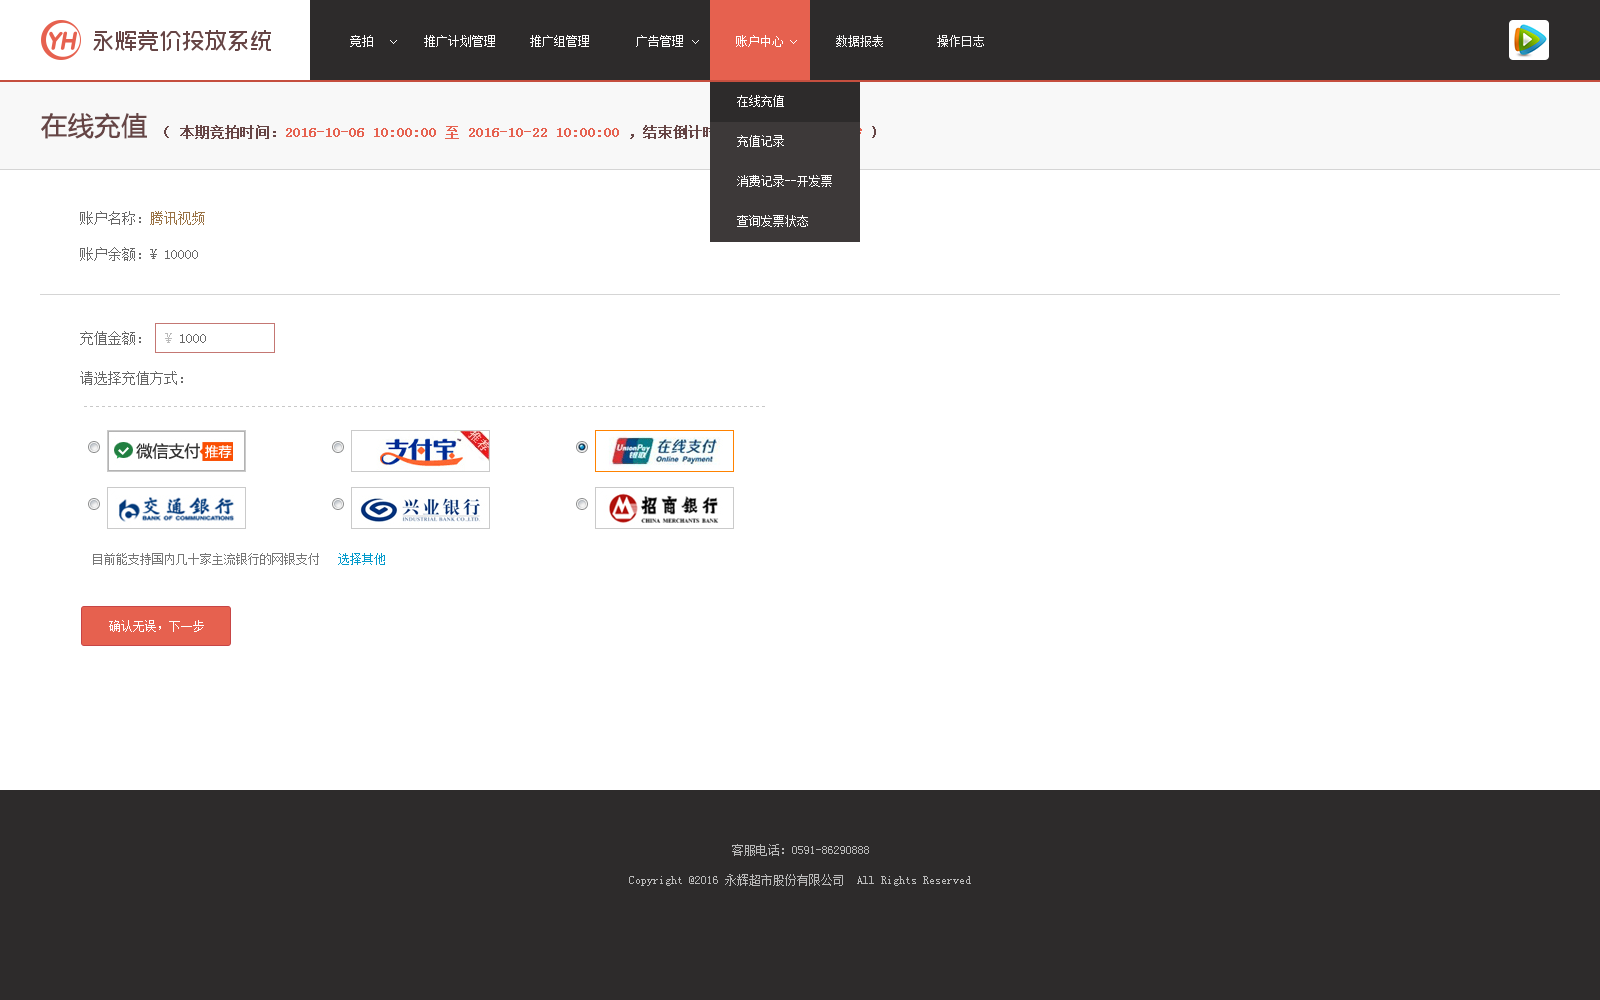 YH 永辉竞价投放系统
竞拍 推广计划管理 推广组管理 广告管理 账户中心 数据报表 操作日志
在线充值
充值记录
消费记录--开发票
查询发票状态
在线充值 （ 本期竞拍时间：2016-10-06 10:00:00 至 2016-10-22 10:00:00 ，结束倒计时 ）
账户名称：腾讯视频
账户余额：¥ 10000
充值金额： ¥ 1000
请选择充值方式：
微信支付 推荐 支付宝 推荐 UnionPay 银联 在线支付 Online Payment
交通银行 BANK OF COMMUNICATIONS 兴业银行 INDUSTRIAL BANK CO.,LTD. 招商银行 CHINA MERCHANTS BANK
目前能支持国内几十家主流银行的网银支付 选择其他
确认无误，下一步
客服电话：0591-86290888
Copyright @2016 永辉超市股份有限公司 All Rights Reserved